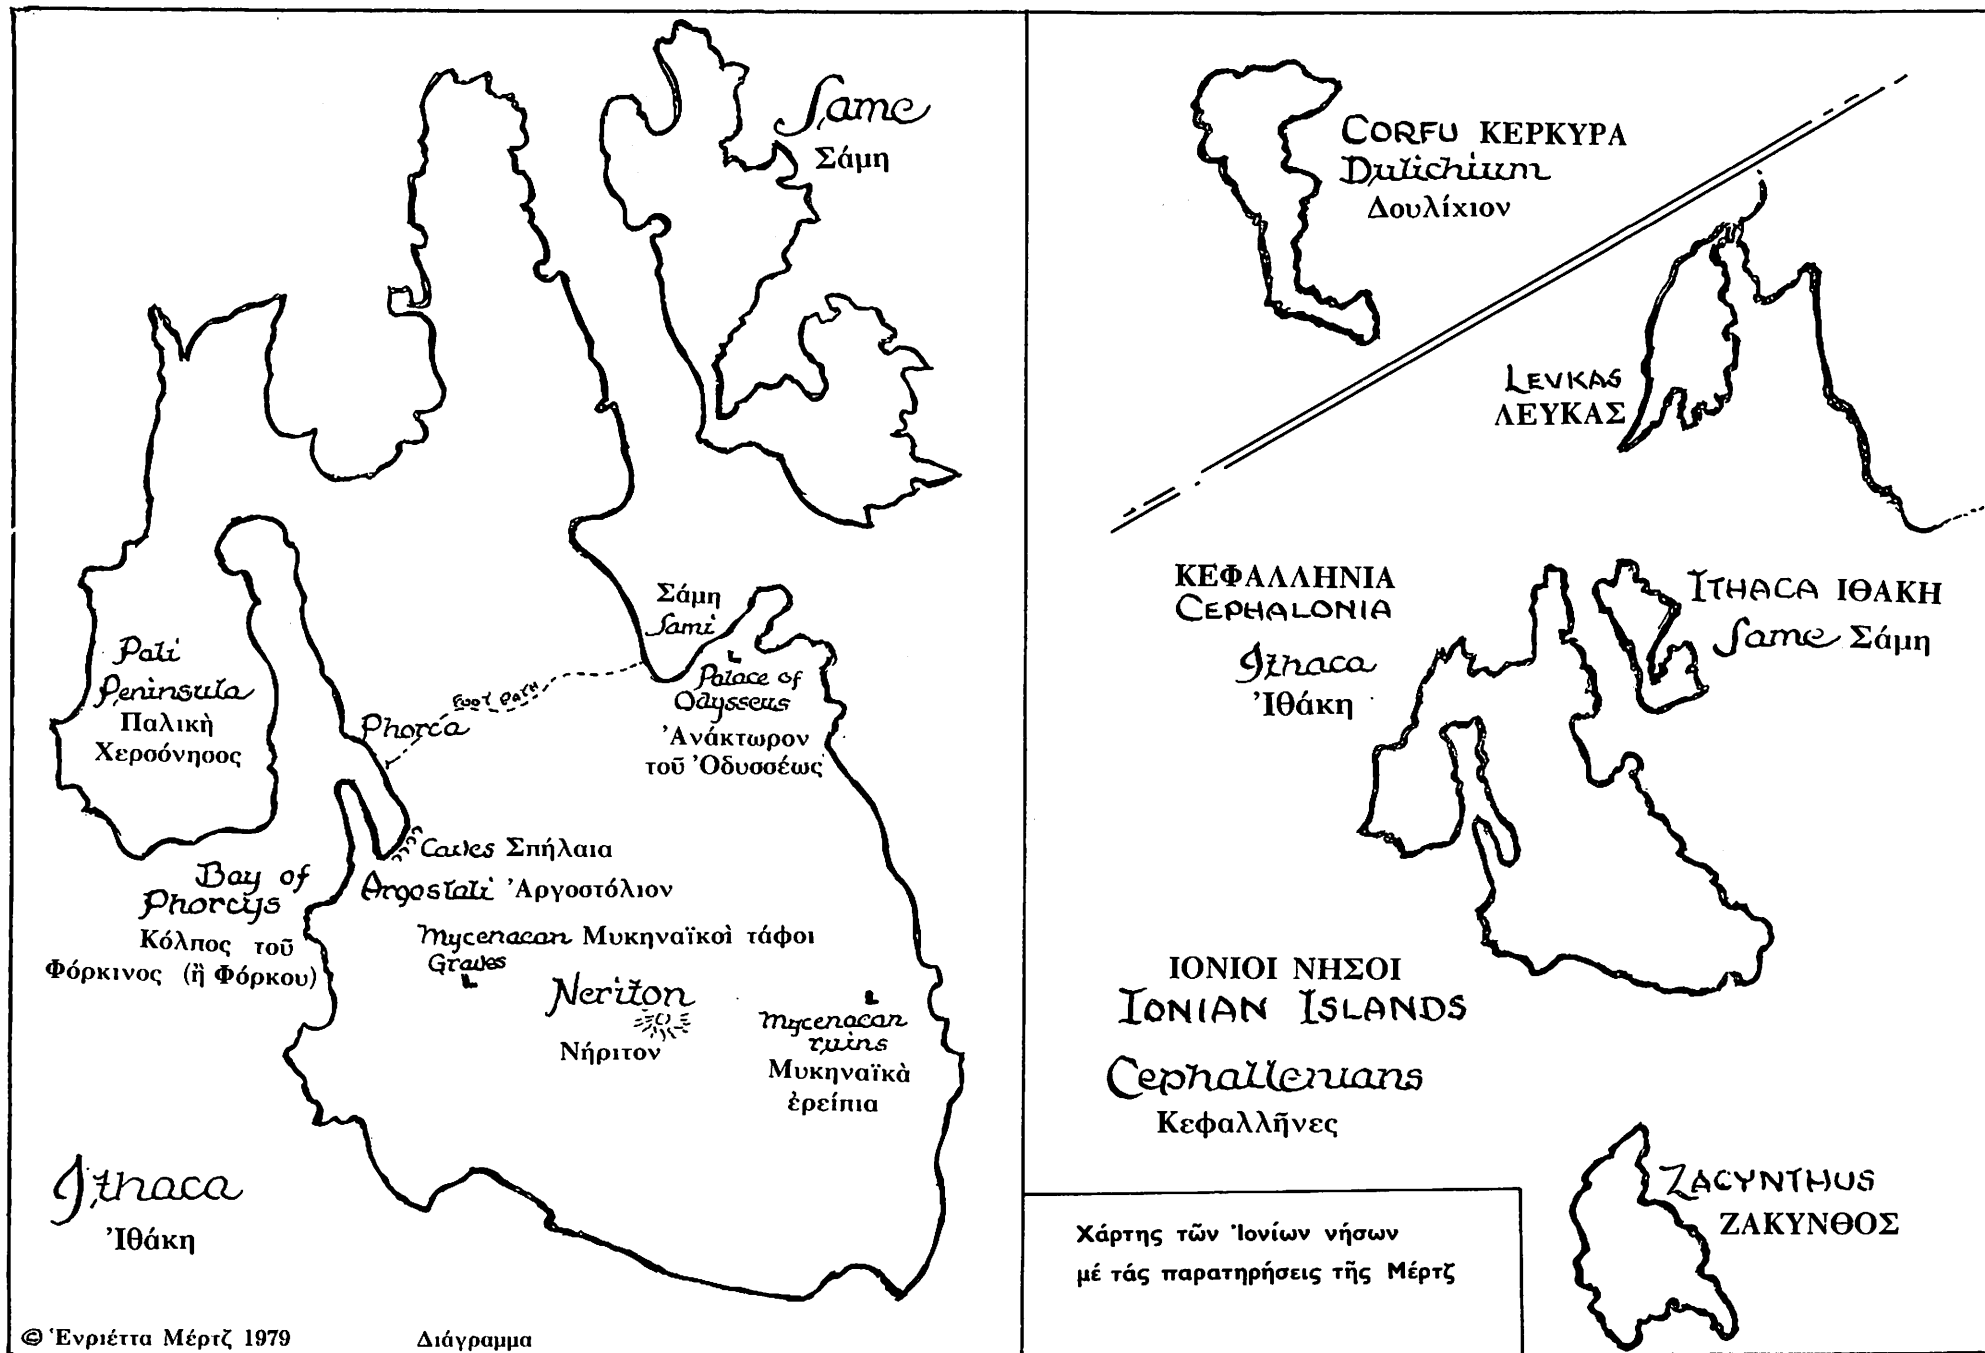 Same
Σάμη
Σάμη
Sami
Pali
Peninsula
Παλικὴ
Χερσόνησος
Phorca
Foot Path
Palace of
Odysseus
Ἀνάκτωρον
τοῦ Ὀδυσσέως
Caves Σπήλαια
Argostali Ἀργοστόλιον
Bay of
Phorcys
Κόλπος τοῦ
Φόρκινος (ἢ Φόρκου)
Mycenaean Μυκηναϊκοὶ τάφοι
Graves
Neriton
Νήριτον
Mycenaean
ruins
Μυκηναϊκὰ
ἐρείπια
Ithaca
Ἰθάκη
© Ἑνριέττα Μέρτζ 1979
Διάγραμμα
CORFU ΚΕΡΚΥΡΑ
Dulichium
Δουλίχιον
LEVKAS
ΛΕΥΚΑΣ
ΚΕΦΑΛΛΗΝΙΑ
CEPHALONIA
Ithaca
Ἰθάκη
ITHACA ΙΘΑΚΗ
Same Σάμη
ΙΟΝΙΟΙ ΝΗΣΟΙ
IONIAN ISLANDS
Cephallenians
Κεφαλλῆνες
ZACYNTHUS
ΖΑΚΥΝΘΟΣ
Χάρτης τῶν Ἰονίων νήσων
μέ τάς παρατηρήσεις τῆς Μέρτζ